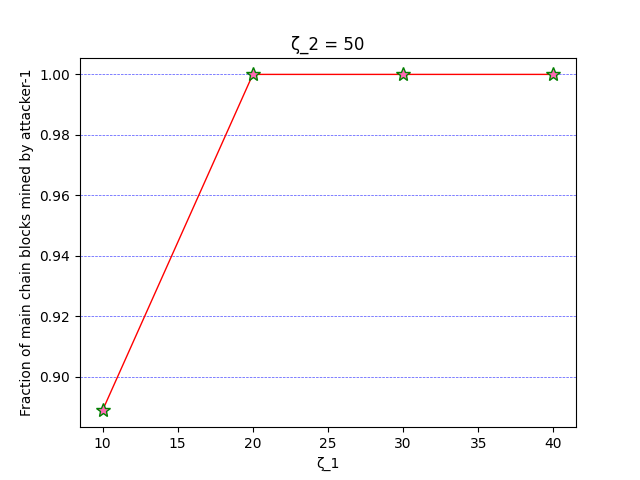 ζ_2 = 50
Fraction of main chain blocks mined by attacker-1
1.00
0.98
0.96
0.94
0.92
0.90
10 15 20 25 30 35 40
ζ_1